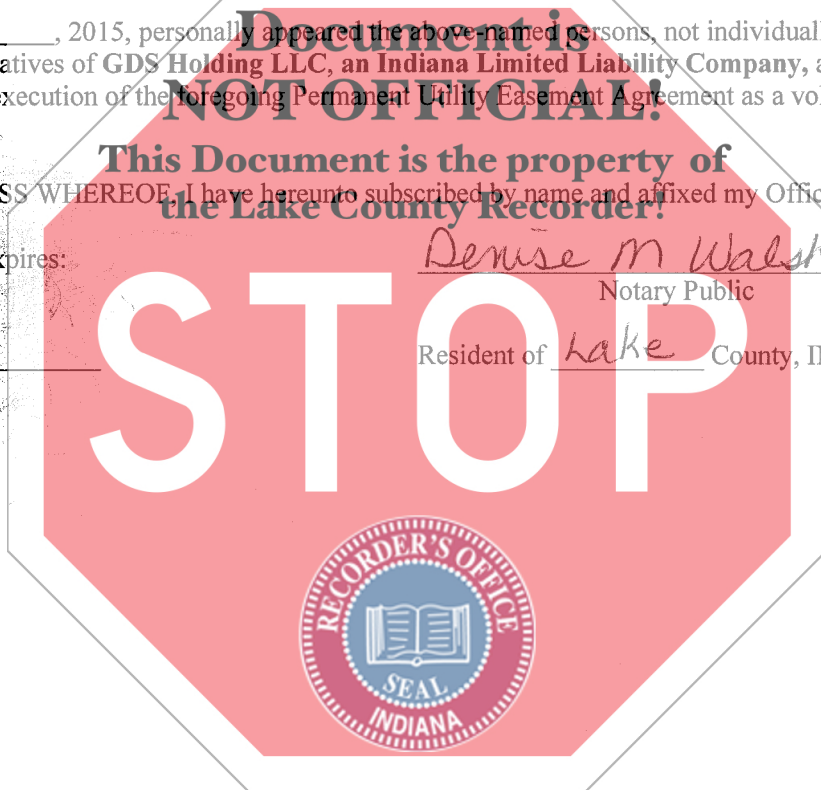 Document is
____, 2015, personally appeared the above-named persons, not individuall
atives of GDS Holding LLC, an Indiana Limited Liability Company, a
NOT OFFICIAL!
execution of the foregoing Permanent Utility Easement Agreement as a vol
This Document is the property of
SS WHEREOF, I have hereunto subscribed by name and affixed my Offic
the Lake County Recorder!
xpires:
Denise M Walsh
Notary Public
Resident of Lake County, I
STOP
RECORDER'S OFFICE
SEAL
INDIANA